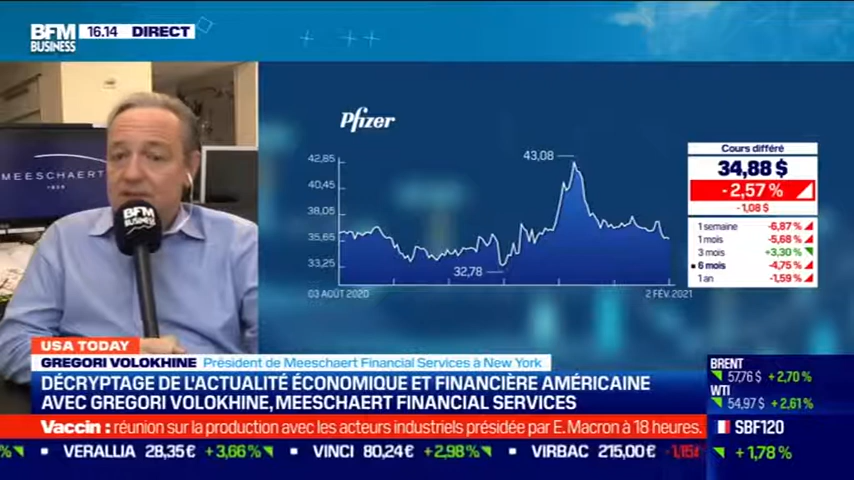 BFM
BUSINESS
16.14 DIRECT
Pfizer
MEESCHAERT
BFM
BUSINESS
42,85
40,45
38,05
35,65
33,25
43,08
32,78
03 AOÛT 2020
2 FÉV.2021
Cours différé
34,88 $
-2,57 %
-1,08 $
1 semaine -6,87 %
1 mois -5,68 %
3 mois +3,30 %
6 mois -4,75 %
1 an -1,59 %
USA TODAY
GREGORI VOLOKHINE Président de Meeschaert Financial Services à New York
DÉCRYPTAGE DE L'ACTUALITÉ ÉCONOMIQUE ET FINANCIÈRE AMÉRICAINE
AVEC GREGORI VOLOKHINE, MEESCHAERT FINANCIAL SERVICES
Vaccin : réunion sur la production avec les acteurs industriels présidée par E. Macron à 18 heures.
BRENT
57,76 $ +2,70 %
WTI
54,97 $ +2,61 %
SBF120
+1,78 %
% VERALLIA 28,35€ +3,66% VINCI 80,24€ +2,98% VIRBAC 215,00€ -1,15